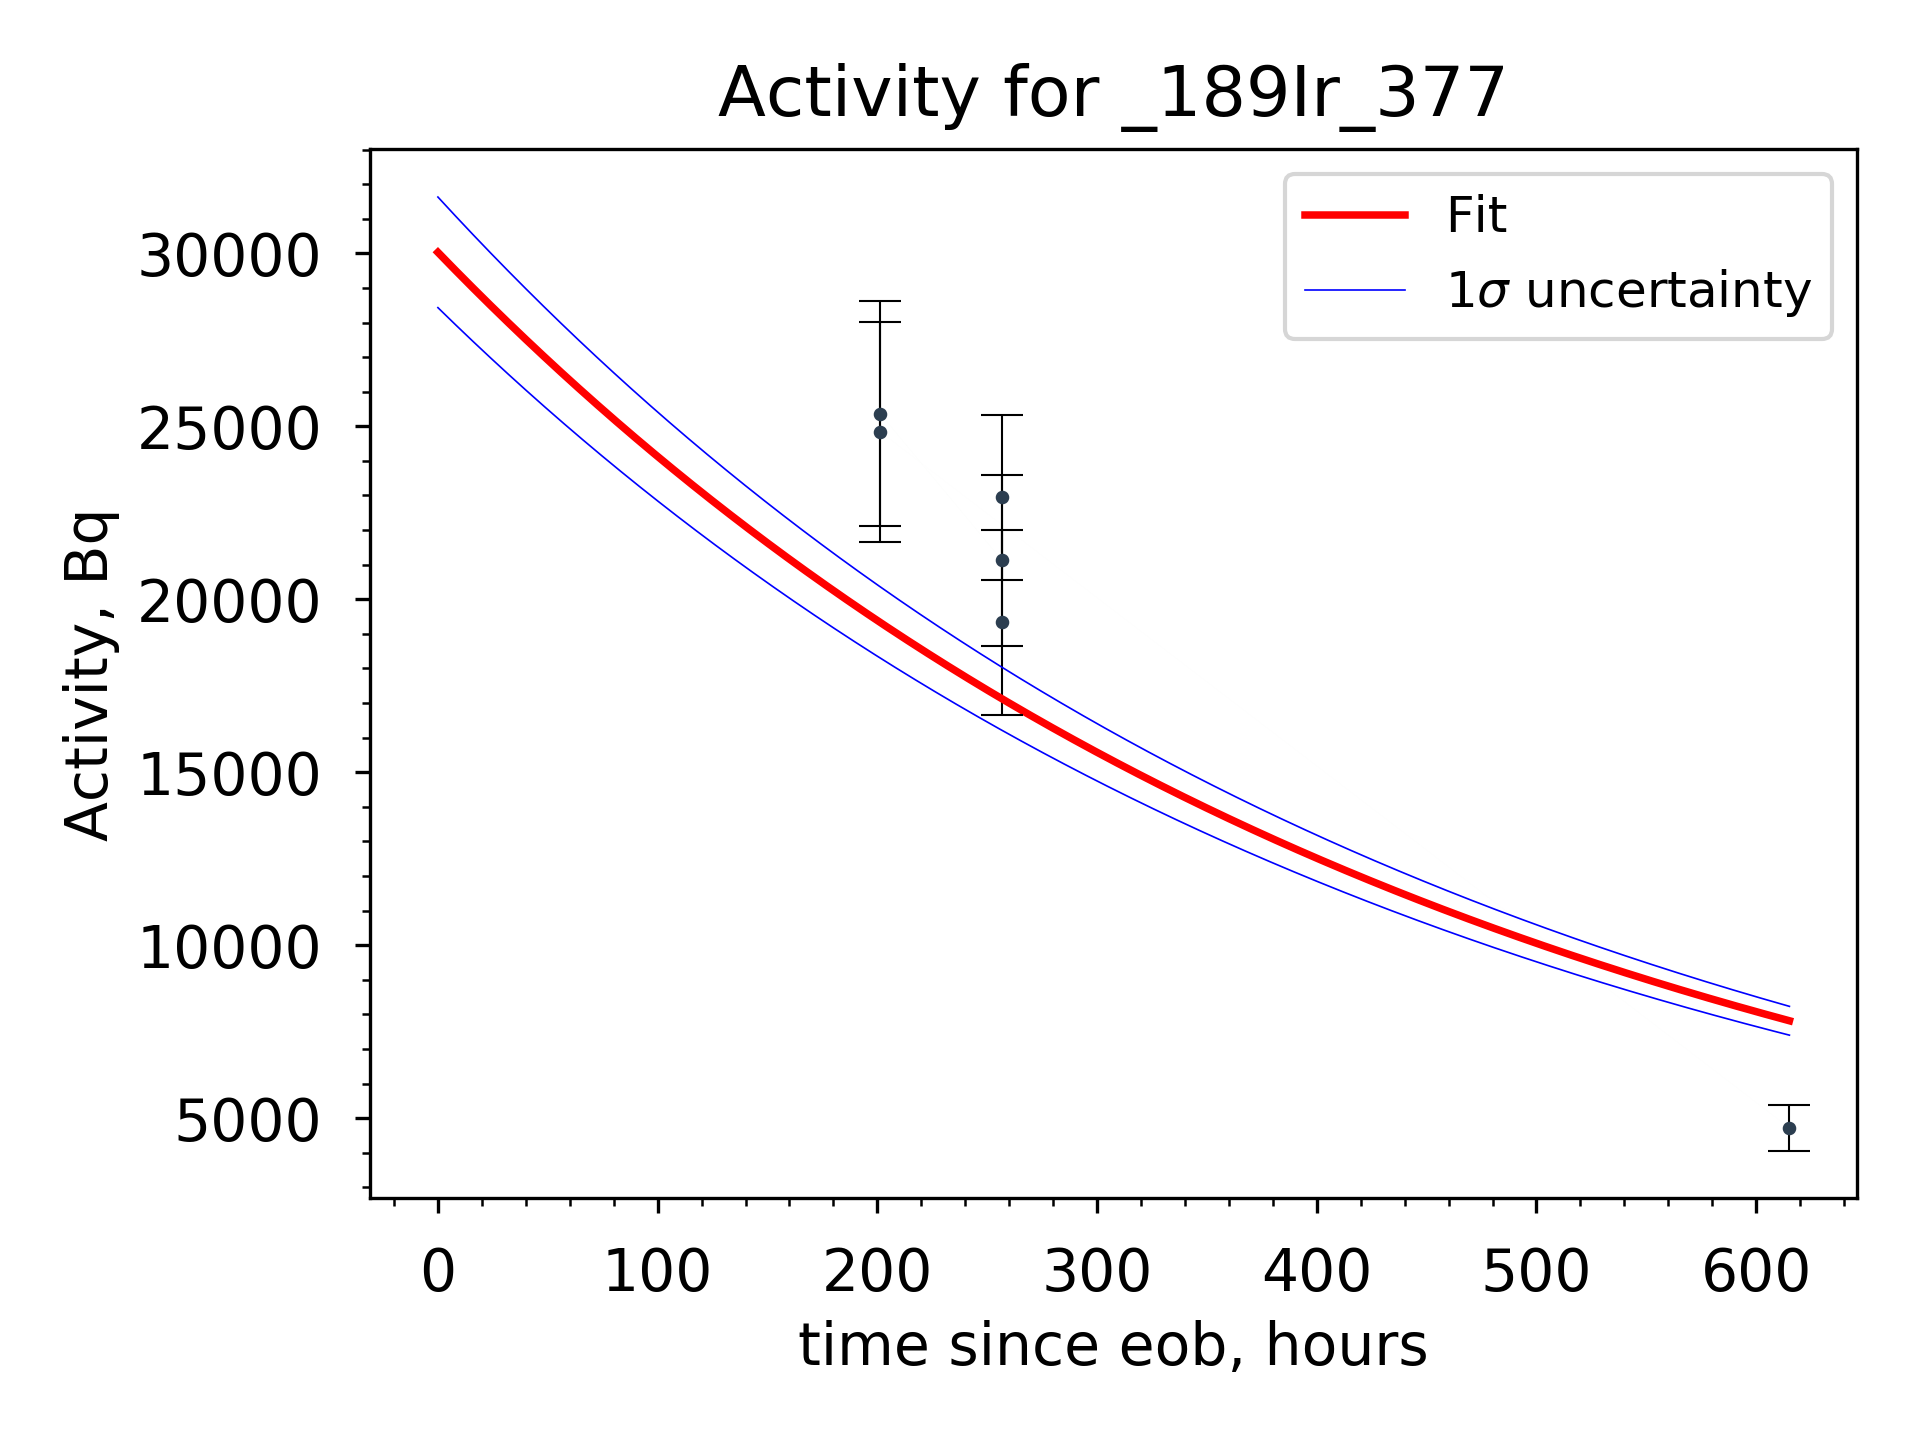 Activity for _189Ir_377
Fit
1σ uncertainty
Activity, Bq
30000
25000
20000
15000
10000
5000
0 100 200 300 400 500 600
time since eob, hours